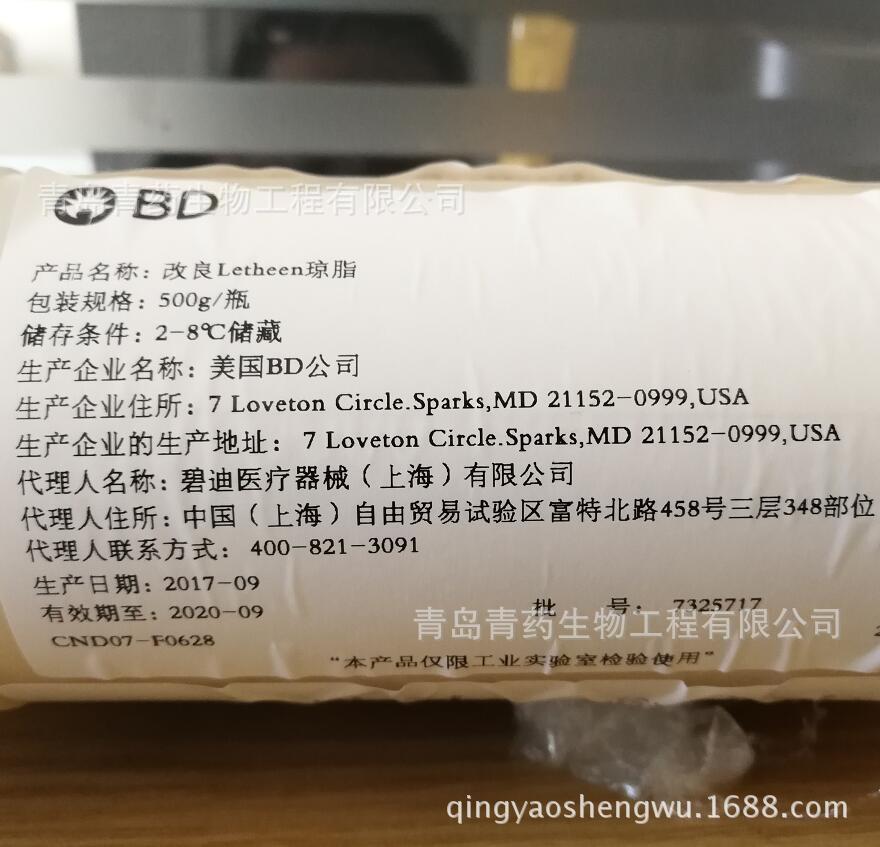 青岛青药生物工程有限公司
BD
产品名称：改良Letheen琼脂
包装规格：500g/瓶
储存条件：2-8℃储藏
生产企业名称：美国BD公司
生产企业住所：7 Loveton Circle.Sparks,MD 21152-0999,USA
生产企业的生产地址：7 Loveton Circle.Sparks,MD 21152-0999,USA
代理人名称：碧迪医疗器械（上海）有限公司
代理人住所：中国（上海）自由贸易试验区富特北路458号三层348部位
代理人联系方式：400-821-3091
生产日期：2017-09
有效期至：2020-09 批 号：7325717
青岛青药生物工程有限公司
CND07-F0628
"本产品仅限工业实验室检验使用"
qingyaoshengwu.1688.com